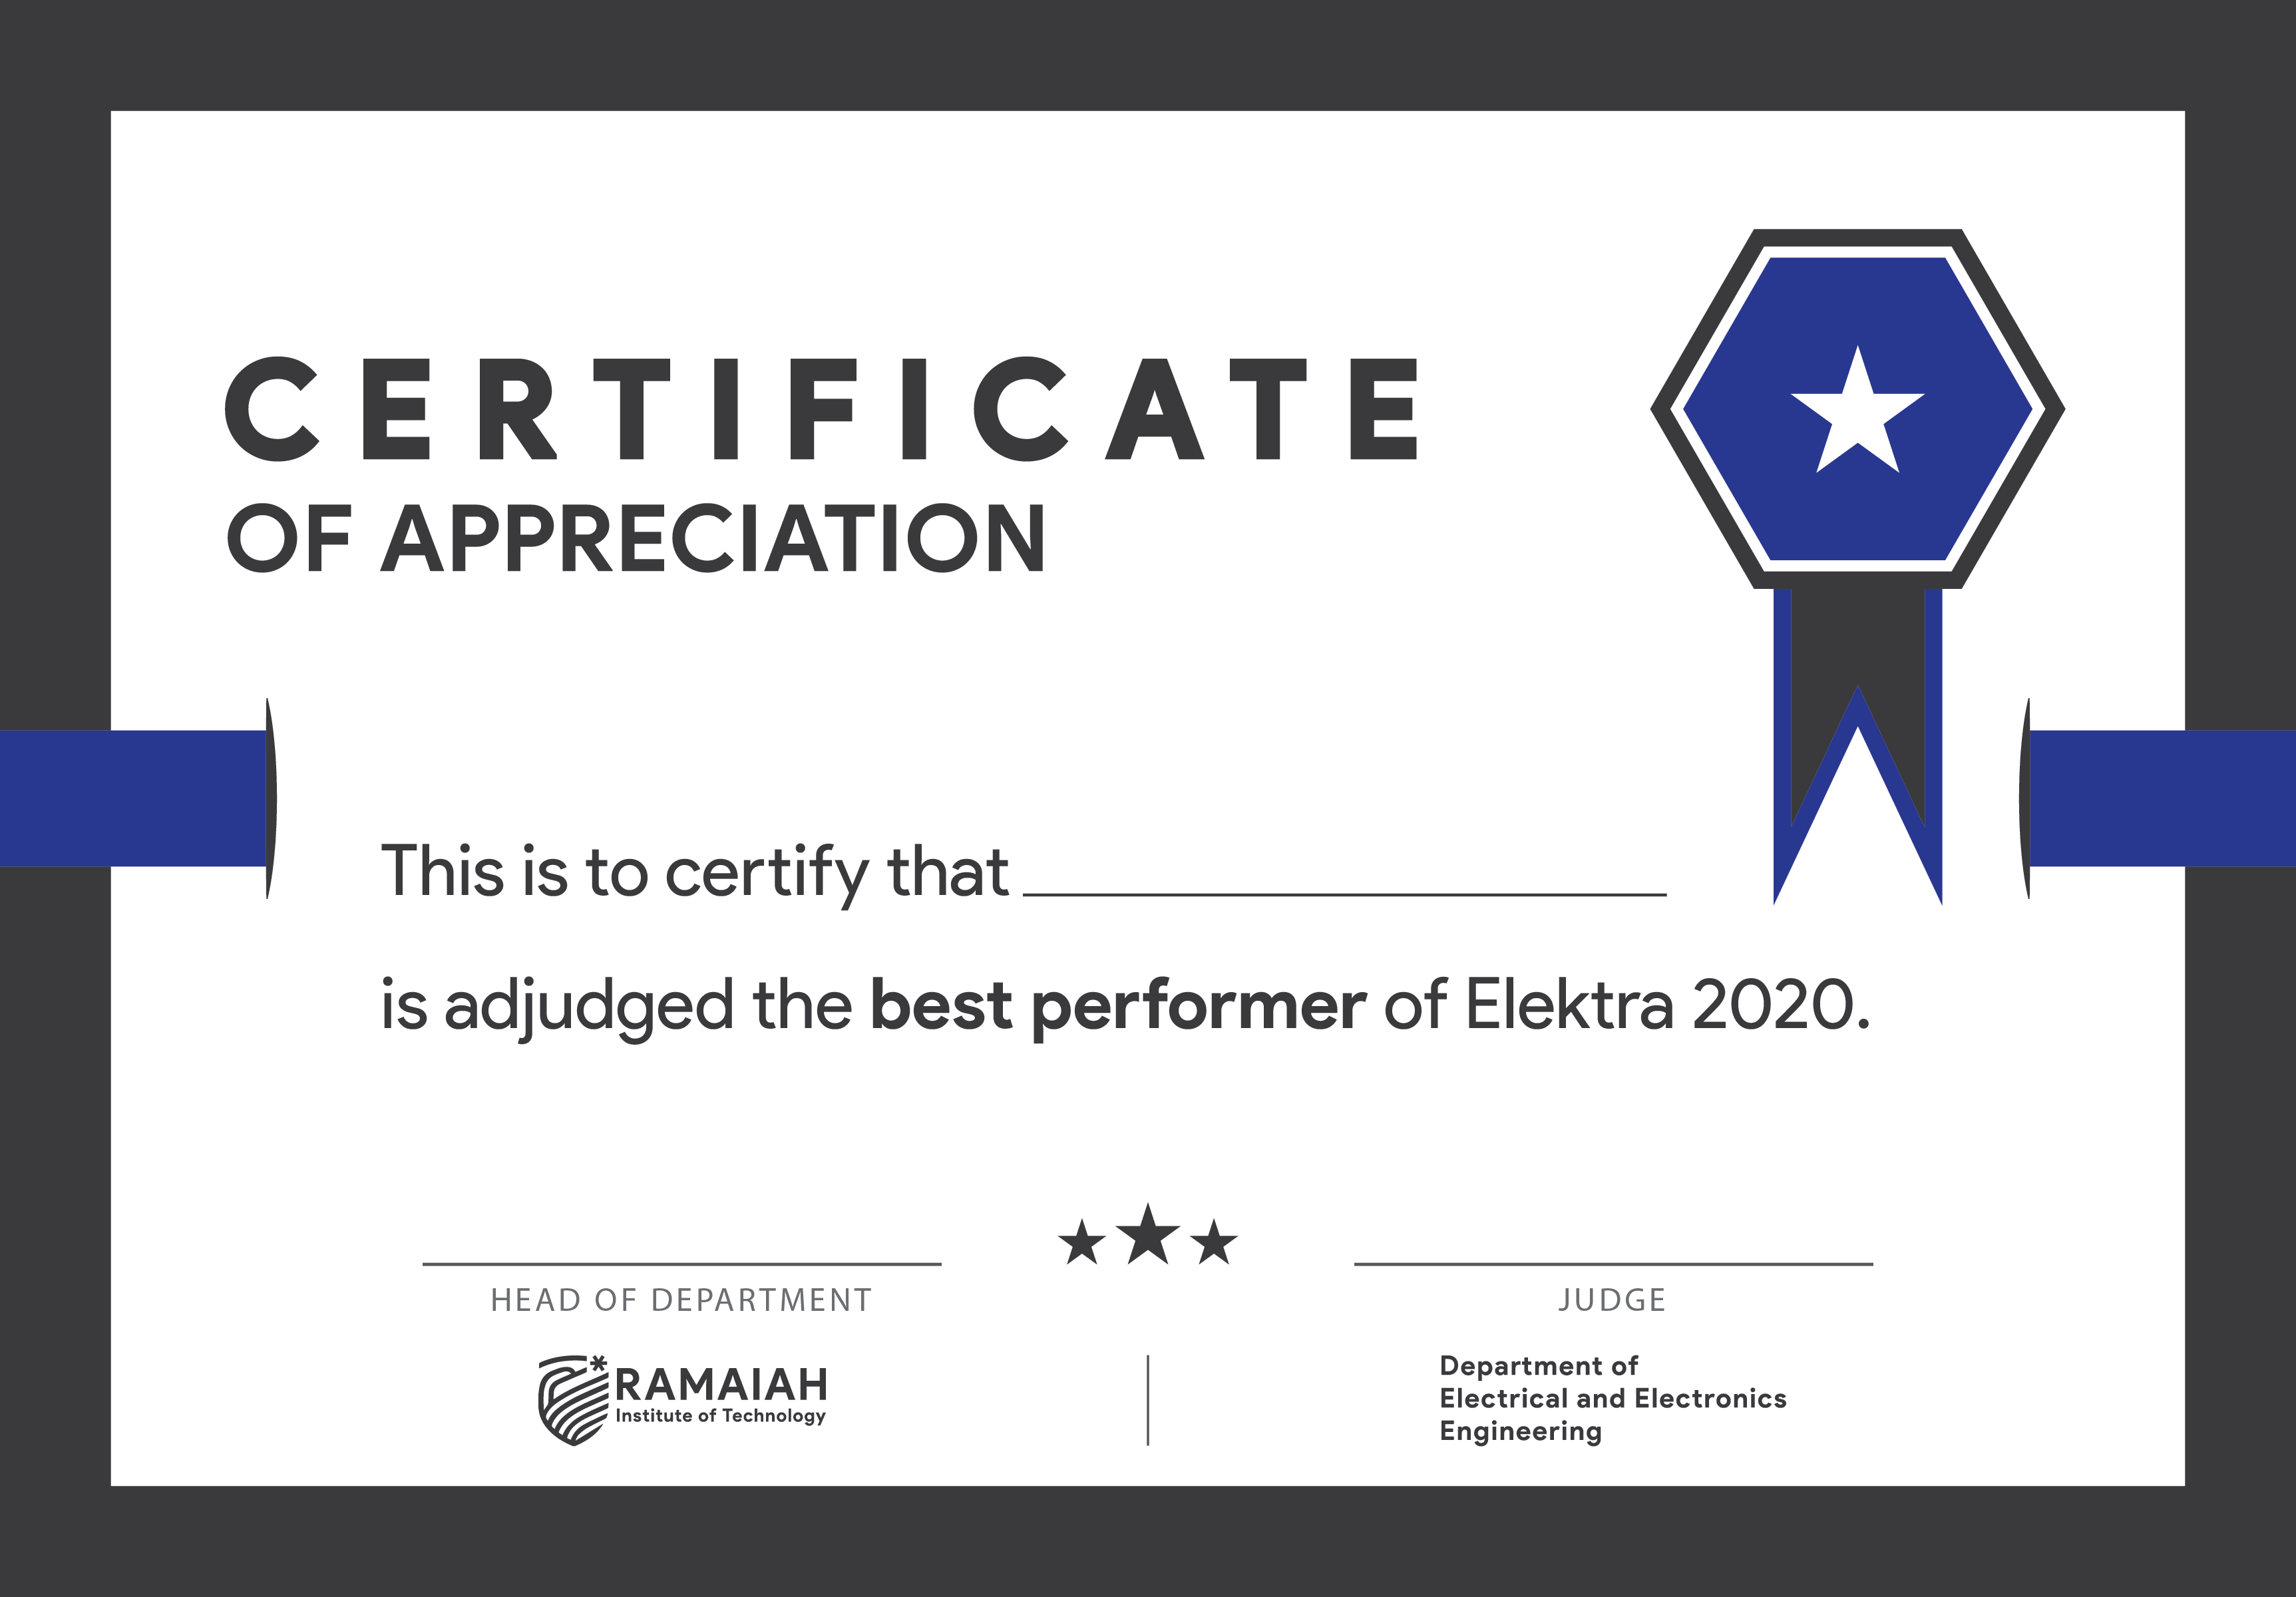 CERTIFICATE
OF APPRECIATION
This is to certify that
is adjudged the best performer of Elektra 2020.
HEAD OF DEPARTMENT
JUDGE
RAMAIAH
Institute of Technology
Department of
Electrical and Electronics
Engineering